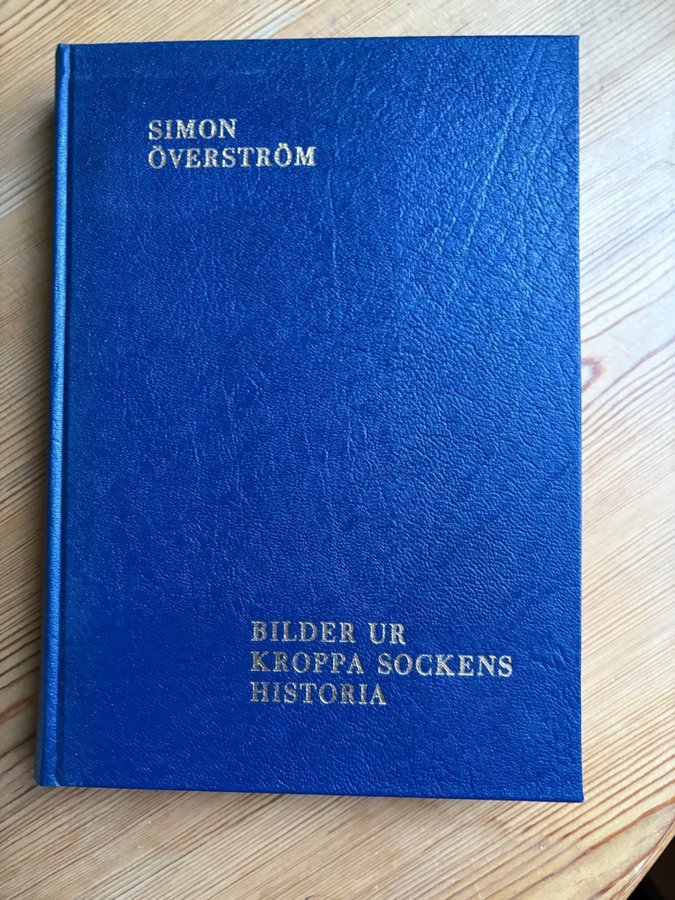 SIMON
ÖVERSTRÖM
BILDER UR
KROPPA SOCKENS
HISTORIA